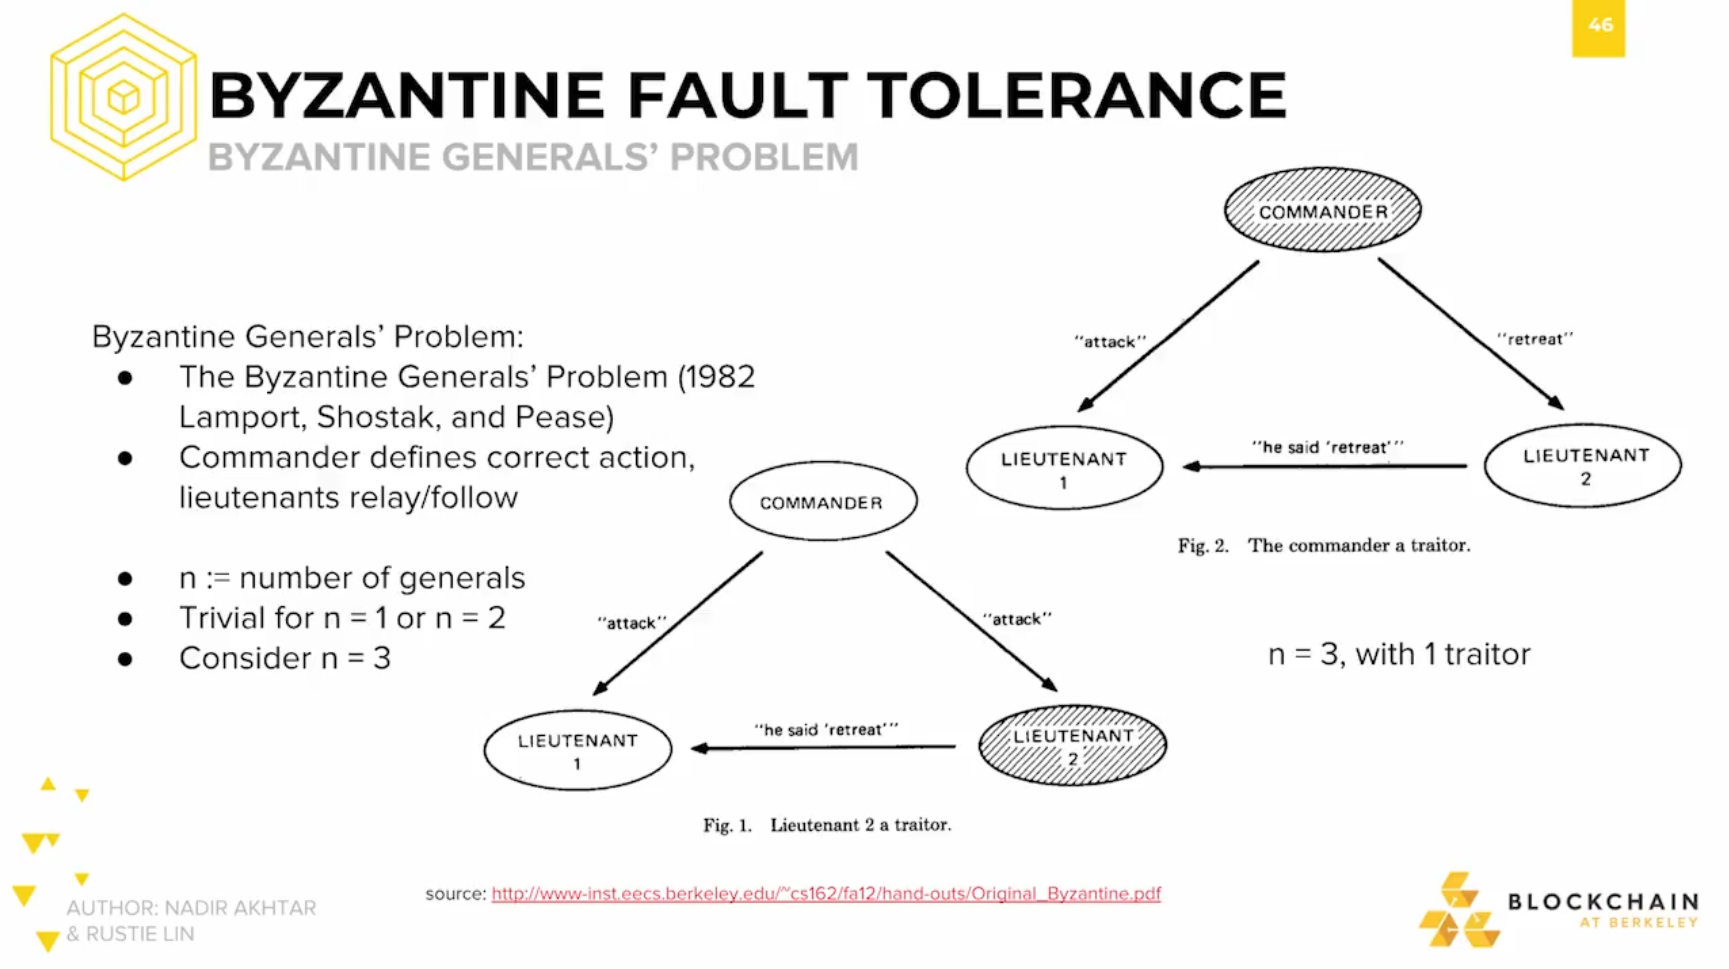 46
BYZANTINE FAULT TOLERANCE
BYZANTINE GENERALS’ PROBLEM
Byzantine Generals’ Problem:
● The Byzantine Generals’ Problem (1982
Lamport, Shostak, and Pease)
● Commander defines correct action,
lieutenants relay/follow
● n := number of generals
● Trivial for n = 1 or n = 2
● Consider n = 3
COMMANDER
"attack"
"retreat"
LIEUTENANT
1
"he said 'retreat'"
LIEUTENANT
2
Fig. 2. The commander a traitor.
COMMANDER
"attack"
"attack"
LIEUTENANT
1
"he said 'retreat'"
LIEUTENANT
2
Fig. 1. Lieutenant 2 a traitor.
n = 3, with 1 traitor
source: http://www-inst.eecs.berkeley.edu/~cs162/fa12/hand-outs/Original_Byzantine.pdf
AUTHOR: NADIR AKHTAR
& RUSTIE LIN
BLOCKCHAIN
AT BERKELEY